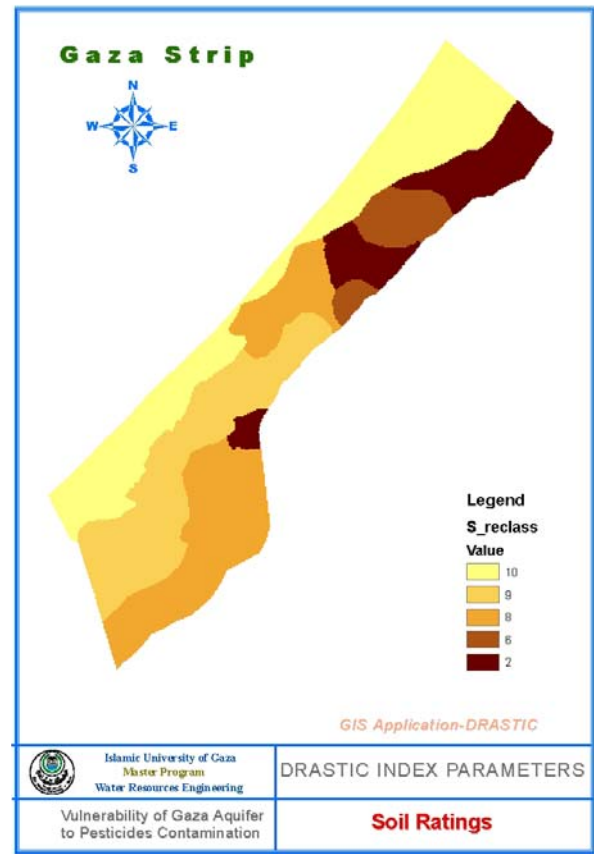 Gaza Strip
N
W E
S
Legend
S_reclass
Value
10
9
8
6
2
GIS Application-DRASTIC
Islamic University of Gaza
Master Program
Water Resources Engineering
DRASTIC INDEX PARAMETERS
Vulnerability of Gaza Aquifer
to Pesticides Contamination
Soil Ratings